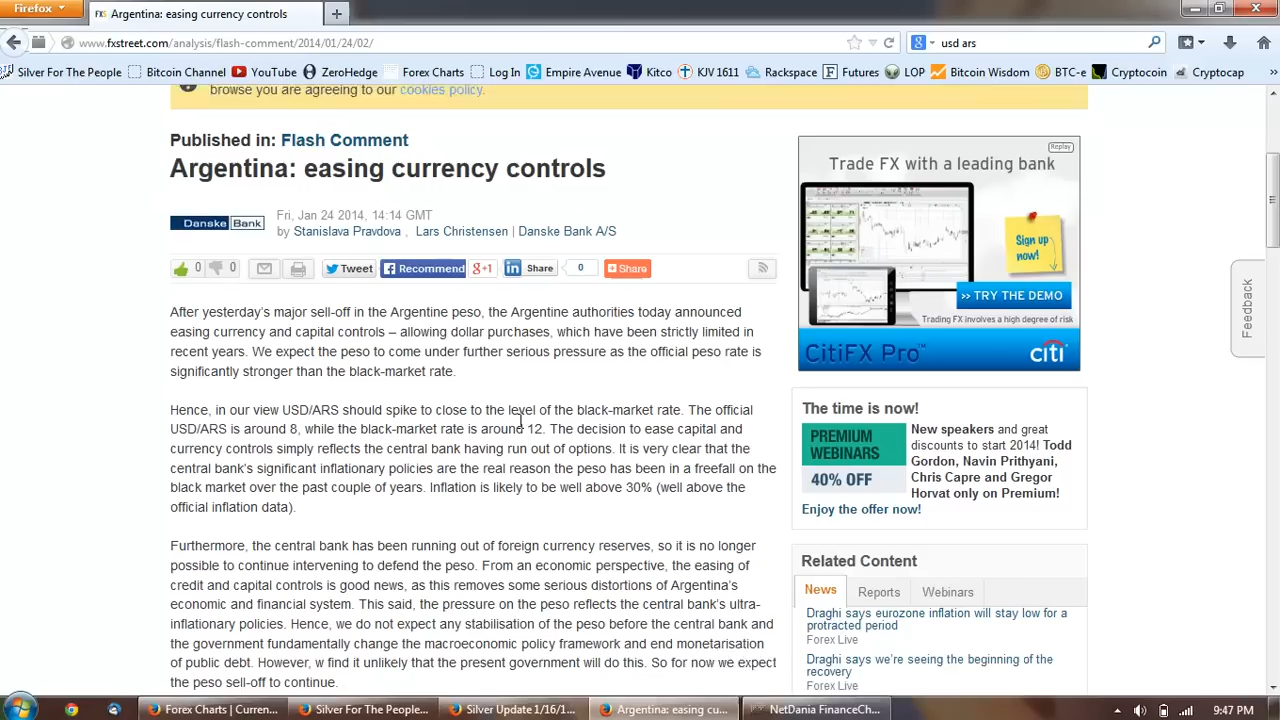 Firefox
Argentina: easing currency controls
www.fxstreet.com/analysis/flash-comment/2014/01/24/02/
usd ars
Silver For The People
Bitcoin Channel
YouTube
ZeroHedge
Forex Charts
Log In
Empire Avenue
Kitco
KJV 1611
Rackspace
Futures
LOP
Bitcoin Wisdom
BTC-e
Cryptocoin
Cryptocap
browse you are agreeing to our cookies policy.
Published in: Flash Comment
Argentina: easing currency controls
Danske Bank
Fri, Jan 24 2014, 14:14 GMT
by Stanislava Pravdova , Lars Christensen | Danske Bank A/S
0
0
Tweet
Recommend
+1
Share
0
Share
After yesterday's major sell-off in the Argentine peso, the Argentine authorities today announced
easing currency and capital controls – allowing dollar purchases, which have been strictly limited in
recent years. We expect the peso to come under further serious pressure as the official peso rate is
significantly stronger than the black-market rate.
Hence, in our view USD/ARS should spike to close to the level of the black-market rate. The official
USD/ARS is around 8, while the black-market rate is around 12. The decision to ease capital and
currency controls simply reflects the central bank having run out of options. It is very clear that the
central bank's significant inflationary policies are the real reason the peso has been in a freefall on the
black market over the past couple of years. Inflation is likely to be well above 30% (well above the
official inflation data).
Furthermore, the central bank has been running out of foreign currency reserves, so it is no longer
possible to continue intervening to defend the peso. From an economic perspective, the easing of
credit and capital controls is good news, as this removes some serious distortions of Argentina's
economic and financial system. This said, the pressure on the peso reflects the central bank's ultra-
inflationary policies. Hence, we do not expect any stabilisation of the peso before the central bank and
the government fundamentally change the macroeconomic policy framework and end monetarisation
of public debt. However, w find it unlikely that the present government will do this. So for now we expect
the peso sell-off to continue.
Replay
Trade FX with a leading bank
Sign up
now!
>> TRY THE DEMO
Trading FX involves a high degree of risk
CitiFX Pro™
citi
Feedback
The time is now!
PREMIUM
WEBINARS
40% OFF
New speakers and great
discounts to start 2014! Todd
Gordon, Navin Prithyani,
Chris Capre and Gregor
Horvat only on Premium!
Enjoy the offer now!
Related Content
News
Reports
Webinars
Draghi says eurozone inflation will stay low for a
protracted period
Forex Live
Draghi says we're seeing the beginning of the
recovery
Forex Live
Forex Charts | Curren...
Silver For The People...
Silver Update 1/16/1...
Argentina: easing cu...
NetDania FinanceCh...
9:47 PM